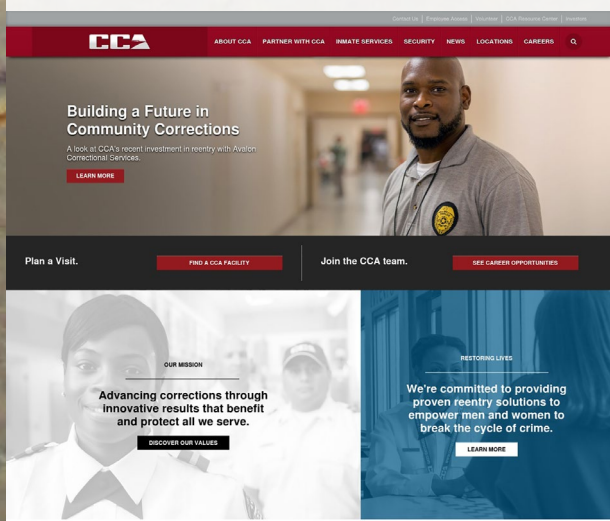 Contact Us | Employee Access | Volunteer | CCA Resource Center | Investors
CCA
ABOUT CCA PARTNER WITH CCA INMATE SERVICES SECURITY NEWS LOCATIONS CAREERS
Building a Future in
Community Corrections
A look at CCA's recent investment in reentry with Avalon
Correctional Services.
LEARN MORE
Plan a Visit.
FIND A CCA FACILITY
Join the CCA team.
SEE CAREER OPPORTUNITIES
OUR MISSION
Advancing corrections through
innovative results that benefit
and protect all we serve.
DISCOVER OUR VALUES
RESTORING LIVES
We're committed to providing
proven reentry solutions to
empower men and women to
break the cycle of crime.
LEARN MORE